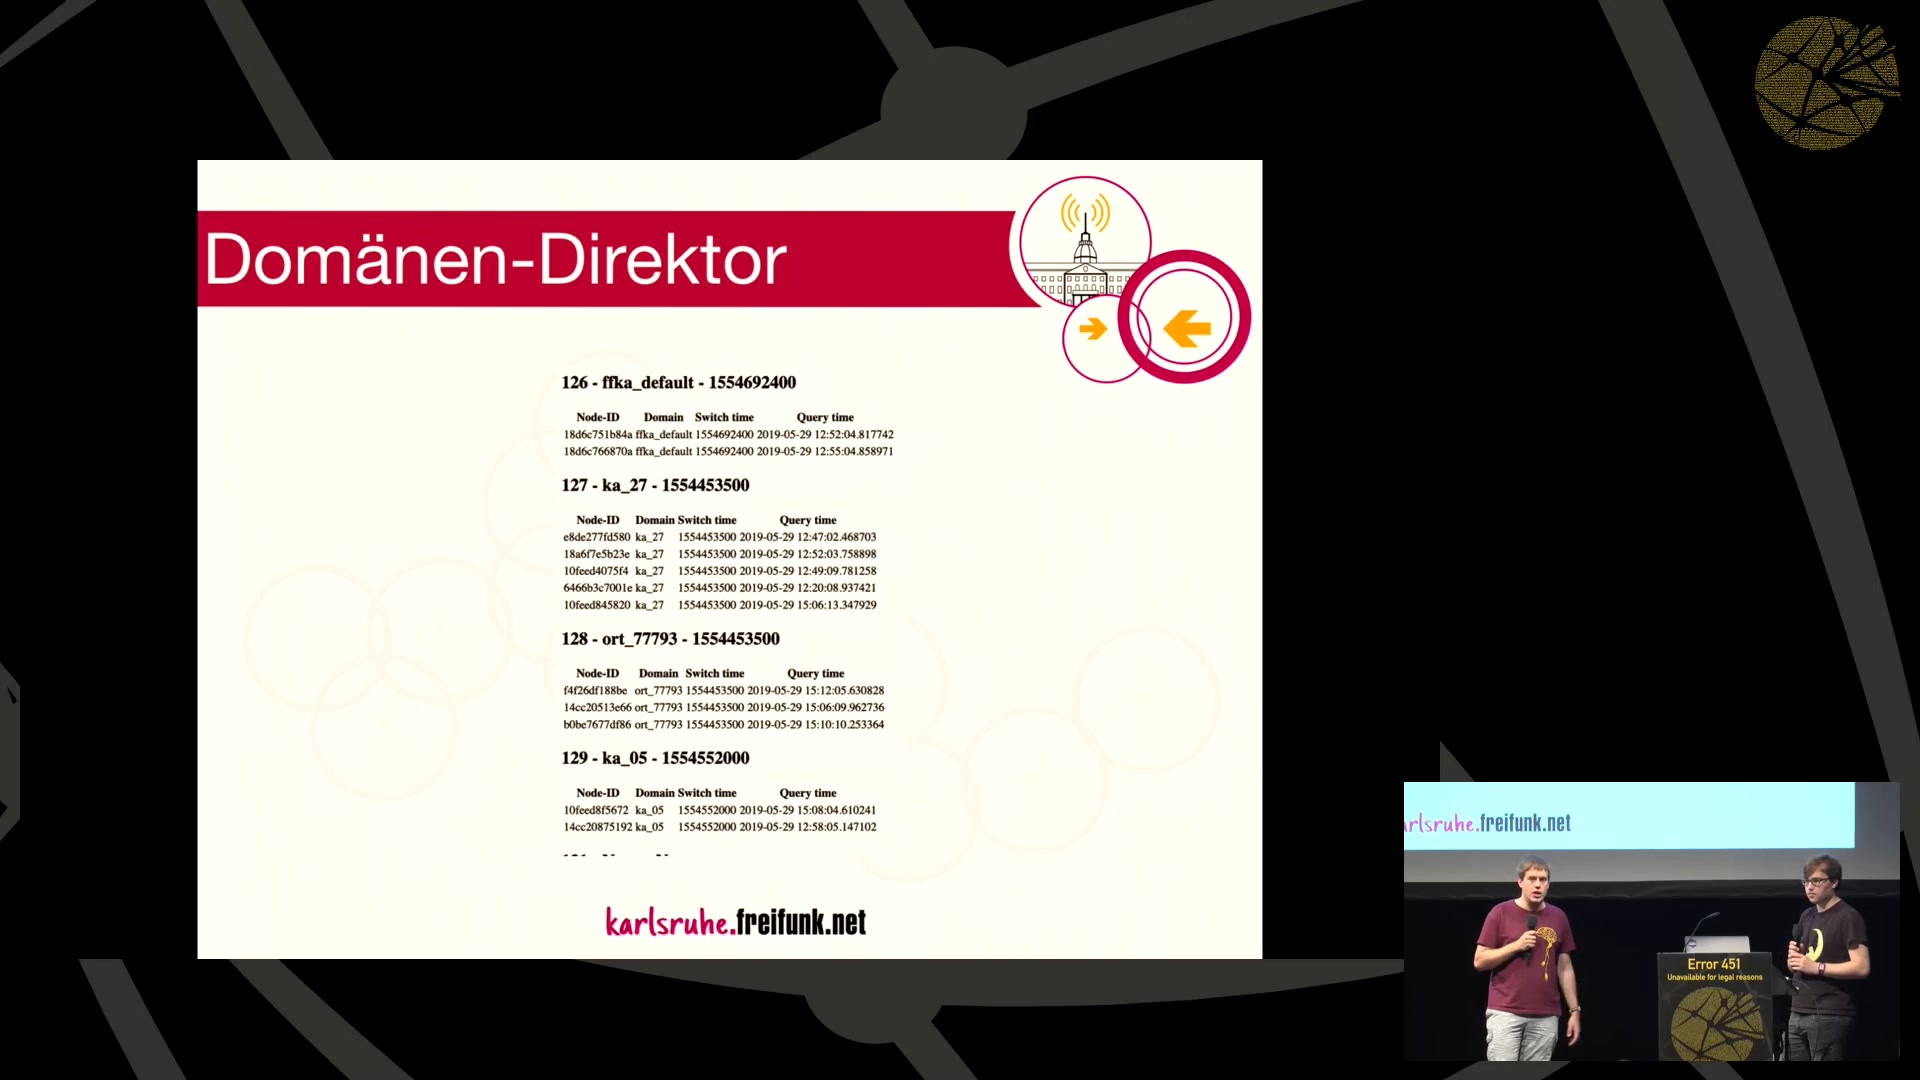 Domänen-Direktor
126 - ffka_default - 1554692400
Node-ID Domain Switch time Query time
18d6c751b84a ffka_default 1554692400 2019-05-29 12:52:04.817742
18d6c766870a ffka_default 1554692400 2019-05-29 12:55:04.858971
127 - ka_27 - 1554453500
Node-ID Domain Switch time Query time
e8de277fd580 ka_27 1554453500 2019-05-29 12:47:02.468703
18a6f7e5b23e ka_27 1554453500 2019-05-29 12:52:03.758898
10feed4075f4 ka_27 1554453500 2019-05-29 12:49:09.781258
6466b3c7001e ka_27 1554453500 2019-05-29 12:20:08.937421
10feed845820 ka_27 1554453500 2019-05-29 15:06:13.347929
128 - ort_77793 - 1554453500
Node-ID Domain Switch time Query time
f4f26df188be ort_77793 1554453500 2019-05-29 15:12:05.630828
14cc20513e66 ort_77793 1554453500 2019-05-29 15:06:09.962736
b0be7677df86 ort_77793 1554453500 2019-05-29 15:10:10.253364
129 - ka_05 - 1554552000
Node-ID Domain Switch time Query time
10feed8f5672 ka_05 1554552000 2019-05-29 15:08:04.610241
14cc20875192 ka_05 1554552000 2019-05-29 12:58:05.147102
karlsruhe.freifunk.net
arlsruhe.freifunk.net
Error 451
Unavailable for legal reasons